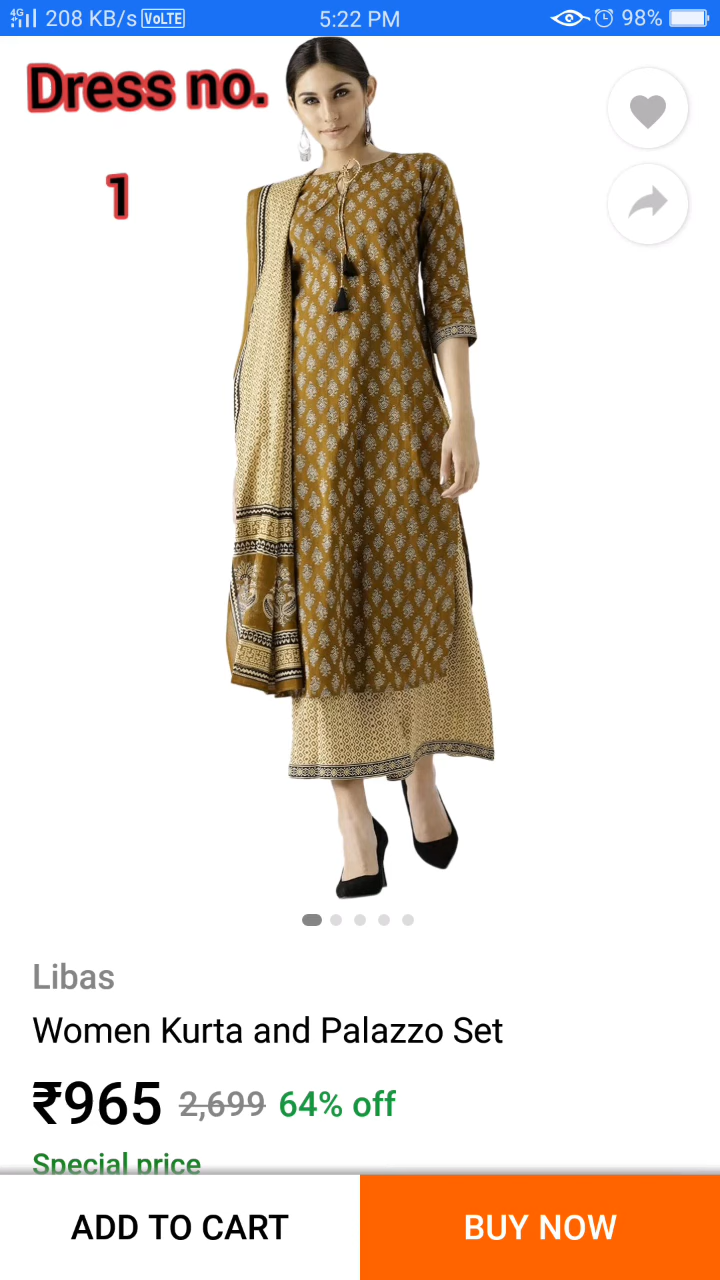 4G 208 KB/s VoLTE 5:22 PM 98%
Dress no.
1
Libas
Women Kurta and Palazzo Set
₹965 2,699 64% off
Special price
ADD TO CART BUY NOW